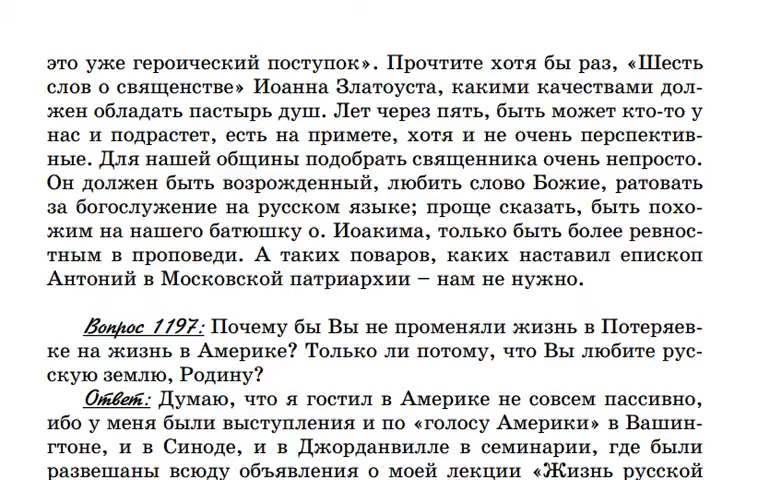 это уже героический поступок». Прочтите хотя бы раз, «Шесть
слов о священстве» Иоанна Златоуста, какими качествами дол-
жен обладать пастырь душ. Лет через пять, быть может кто-то у
нас и подрастет, есть на примете, хотя и не очень перспектив-
ные. Для нашей общины подобрать священника очень непросто.
Он должен быть возрожденный, любить слово Божие, ратовать
за богослужение на русском языке; проще сказать, быть похо-
жим на нашего батюшку о. Иоакима, только быть более ревност-
ным в проповеди. А таких поваров, каких наставил епископ
Антоний в Московской патриархии – нам не нужно.
Вопрос 1197: Почему бы Вы не променяли жизнь в Потеряев-
ке на жизнь в Америке? Только ли потому, что Вы любите рус-
скую землю, Родину?
Ответ: Думаю, что я гостил в Америке не совсем пассивно,
ибо у меня были выступления и по «голосу Америки» в Вашин-
гтоне, и в Синоде, и в Джорданвилле в семинарии, где были
развешаны всюду объявления о моей лекции «Жизнь русской